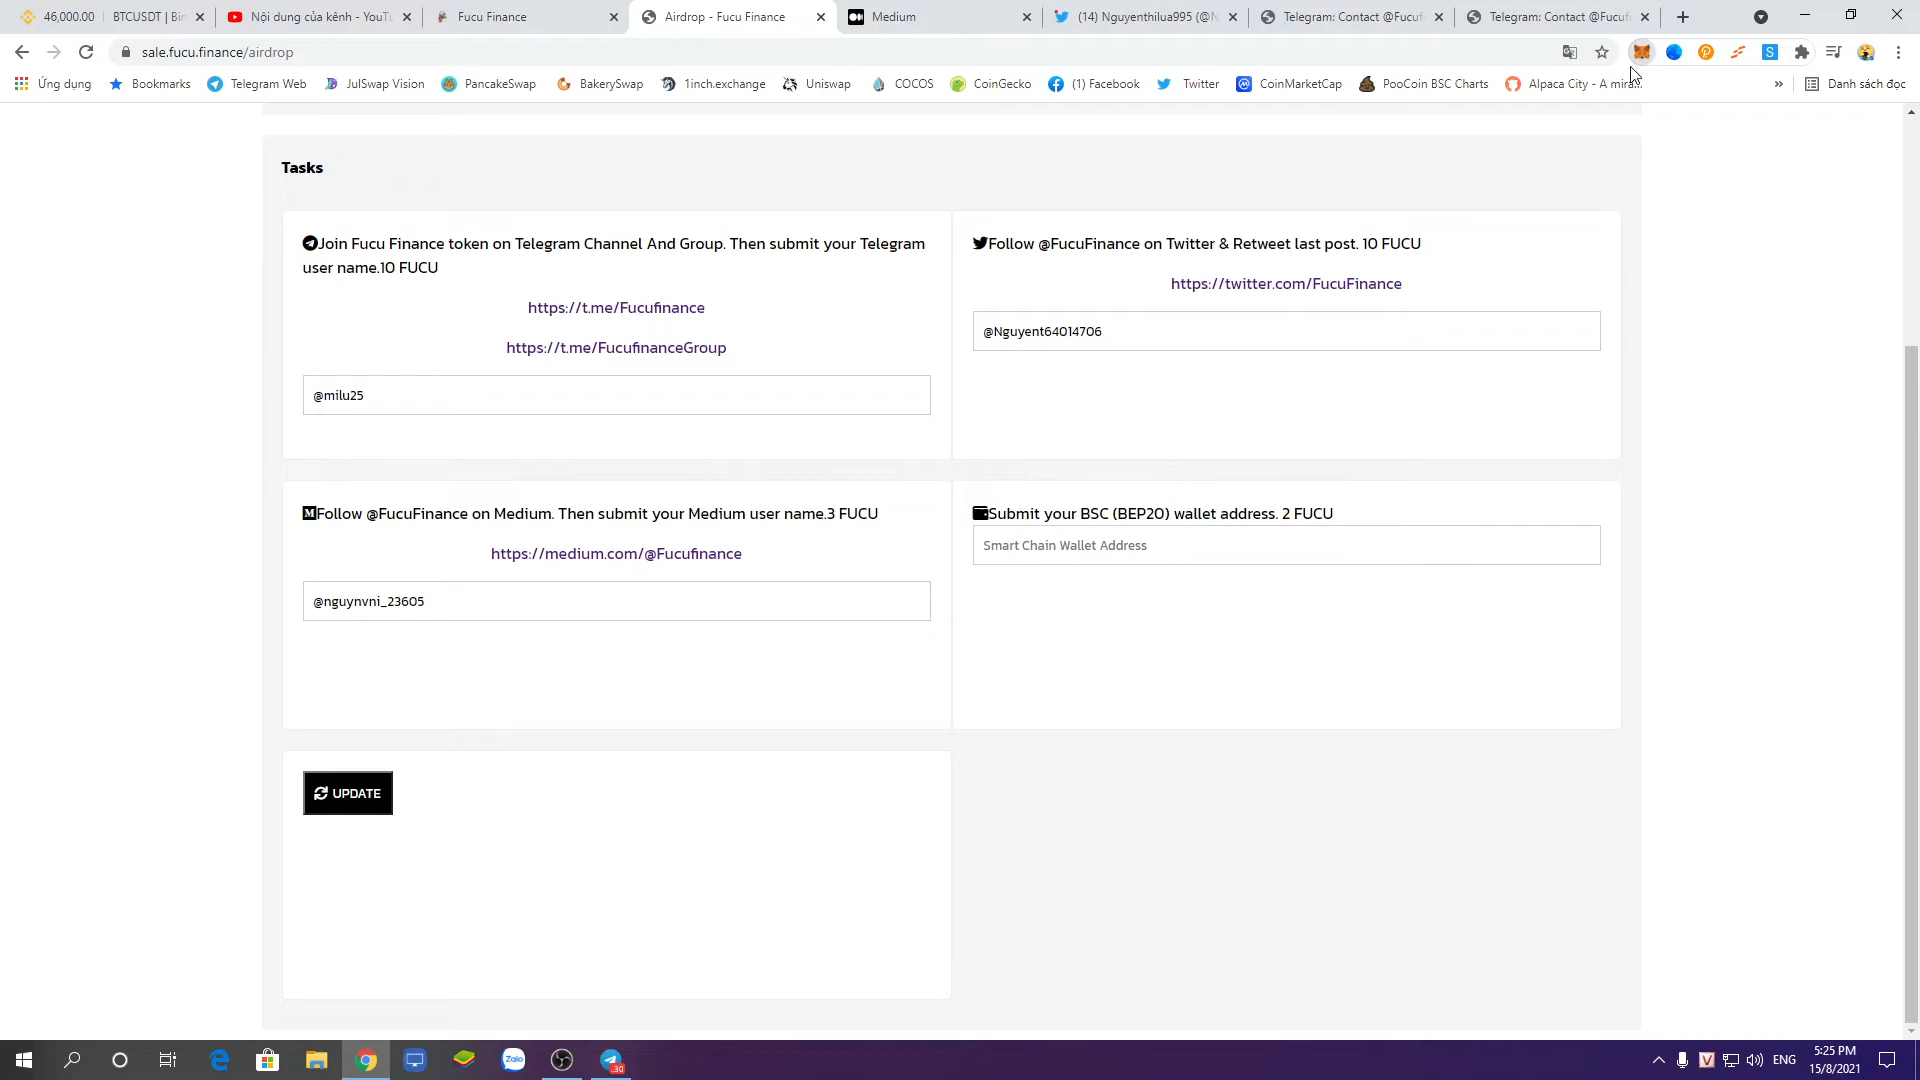 46,000.00 | BTCUSDT | Bin
Nội dung của kênh - YouTu
Fucu Finance
Airdrop - Fucu Finance
Medium
(14) Nguyenthilua995 (@N
Telegram: Contact @Fucufi
Telegram: Contact @Fucufi
sale.fucu.finance/airdrop
Ứng dụng
Bookmarks
Telegram Web
JulSwap Vision
PancakeSwap
BakerySwap
1inch.exchange
Uniswap
COCOS
CoinGecko
(1) Facebook
Twitter
CoinMarketCap
PooCoin BSC Charts
Alpaca City - A mira...
»
Danh sách đọc
Tasks
Join Fucu Finance token on Telegram Channel And Group. Then submit your Telegram
user name.10 FUCU
https://t.me/Fucufinance
https://t.me/FucufinanceGroup
@milu25
Follow @FucuFinance on Twitter & Retweet last post. 10 FUCU
https://twitter.com/FucuFinance
@Nguyent64014706
Follow @FucuFinance on Medium. Then submit your Medium user name.3 FUCU
https://medium.com/@Fucufinance
@nguynvni_23605
Submit your BSC (BEP20) wallet address. 2 FUCU
Smart Chain Wallet Address
UPDATE
Zalo
30
V
ENG
5:25 PM
15/8/2021